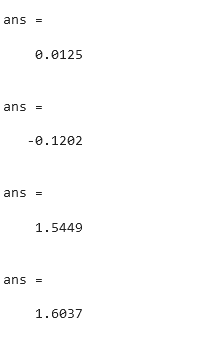 ans =
0.0125
ans =
-0.1202
ans =
1.5449
ans =
1.6037